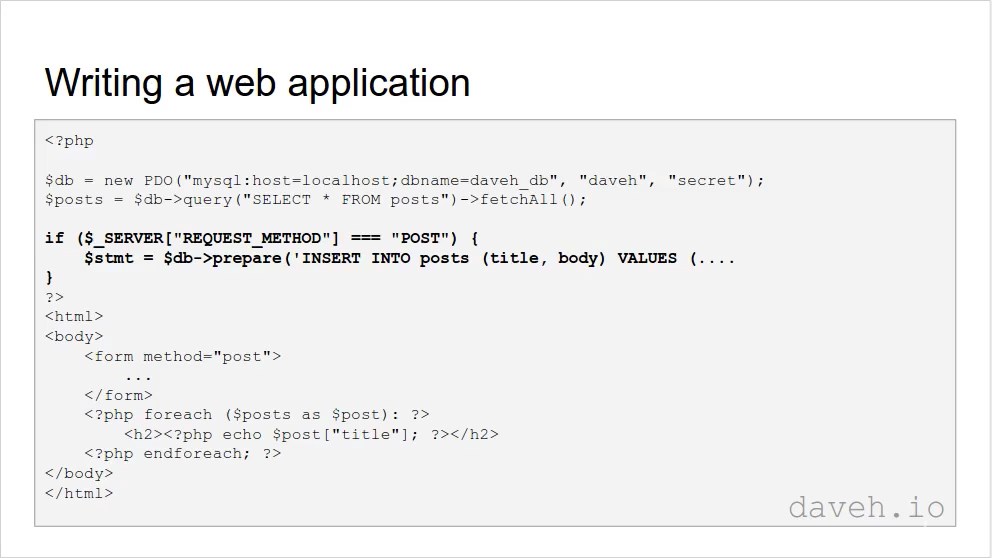 Writing a web application
<?php
$db = new PDO("mysql:host=localhost;dbname=daveh_db", "daveh", "secret");
$posts = $db->query("SELECT * FROM posts")->fetchAll();
if ($_SERVER["REQUEST_METHOD"] === "POST") {
    $stmt = $db->prepare('INSERT INTO posts (title, body) VALUES (....
}
?>
<html>
<body>
    <form method="post">
        ...
    </form>
    <?php foreach ($posts as $post): ?>
        <h2><?php echo $post["title"]; ?></h2>
    <?php endforeach; ?>
</body>
</html>
daveh.io